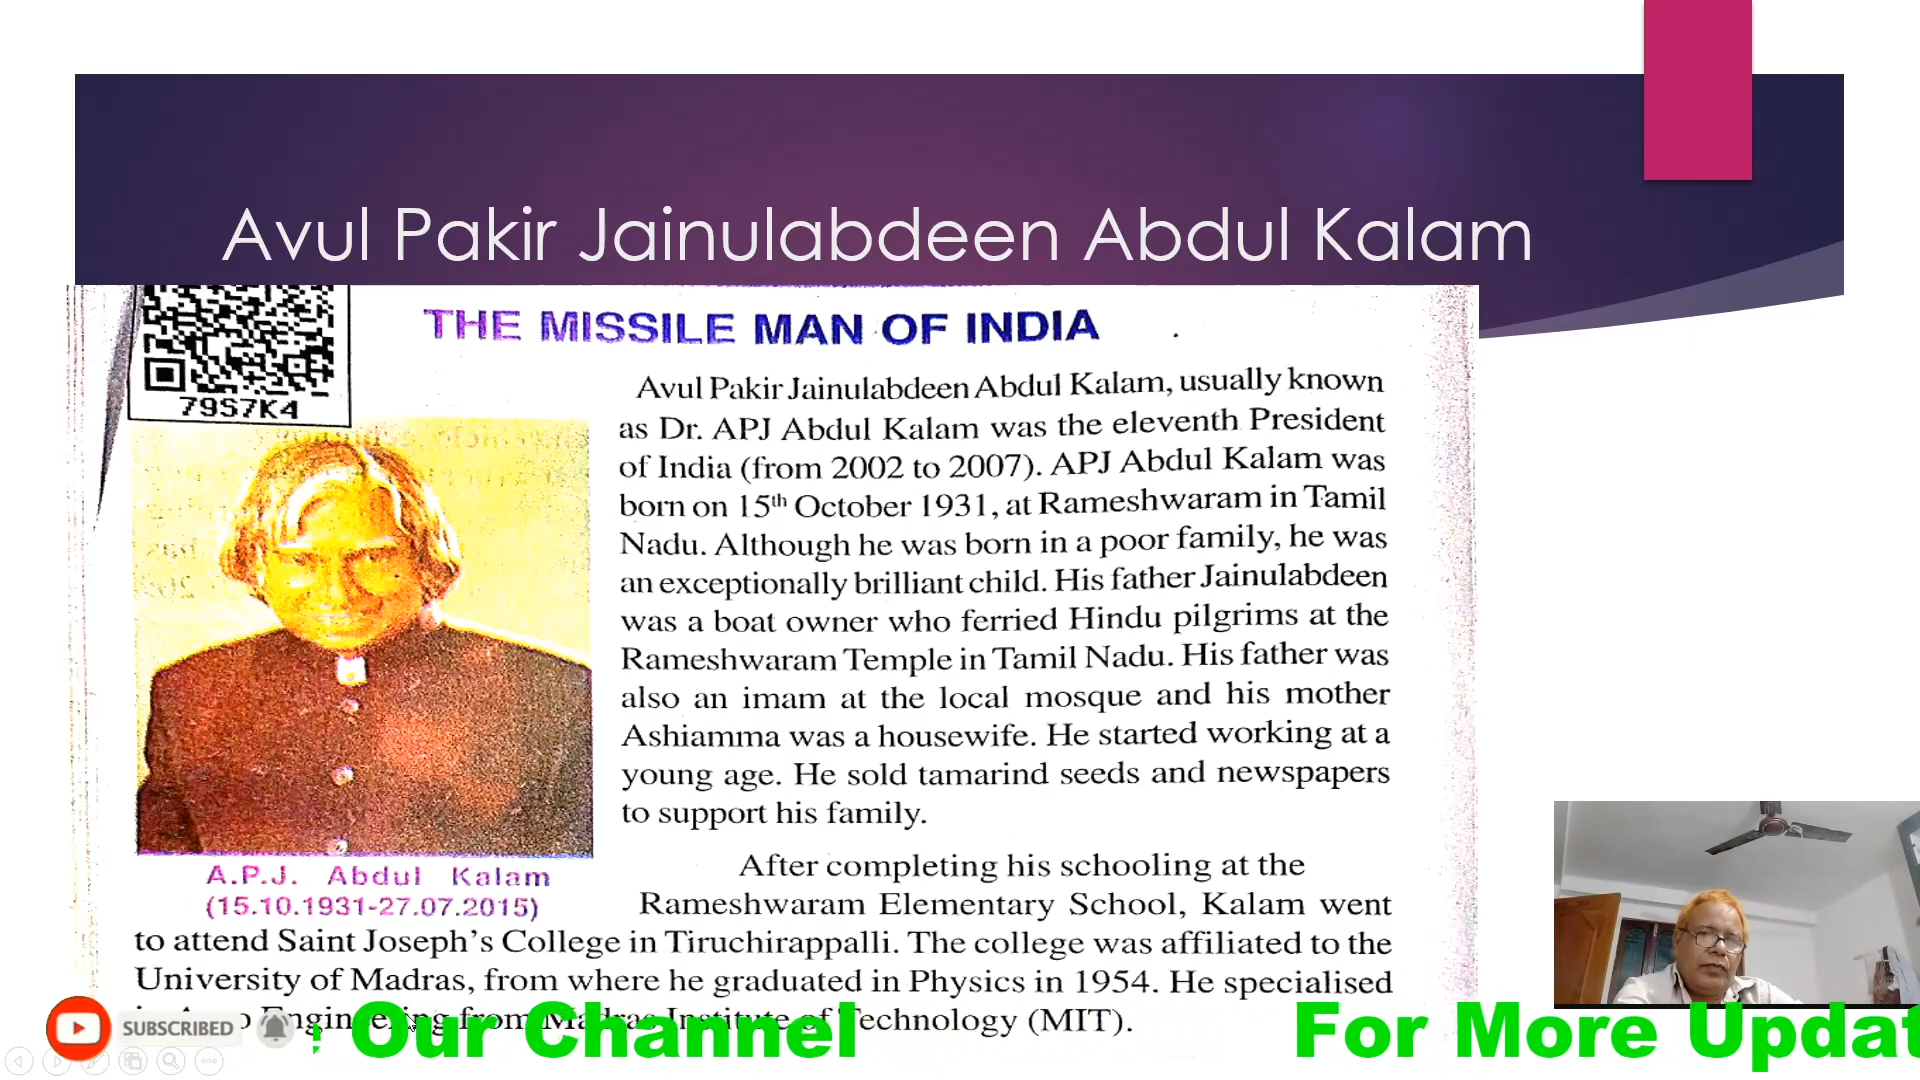 Avul Pakir Jainulabdeen Abdul Kalam
79S7K4
THE MISSILE MAN OF INDIA
Avul Pakir Jainulabdeen Abdul Kalam, usually known
as Dr. APJ Abdul Kalam was the eleventh President
of India (from 2002 to 2007). APJ Abdul Kalam was
born on 15th October 1931, at Rameshwaram in Tamil
Nadu. Although he was born in a poor family, he was
an exceptionally brilliant child. His father Jainulabdeen
was a boat owner who ferried Hindu pilgrims at the
Rameshwaram Temple in Tamil Nadu. His father was
also an imam at the local mosque and his mother
Ashiamma was a housewife. He started working at a
young age. He sold tamarind seeds and newspapers
to support his family.
A.P.J. Abdul Kalam
(15.10.1931-27.07.2015)
After completing his schooling at the
Rameshwaram Elementary School, Kalam went
to attend Saint Joseph's College in Tiruchirappalli. The college was affiliated to the
University of Madras, from where he graduated in Physics in 1954. He specialised
Engineering from Madras Institute of Technology (MIT).
SUBSCRIBED
Our Channel
For More Updat